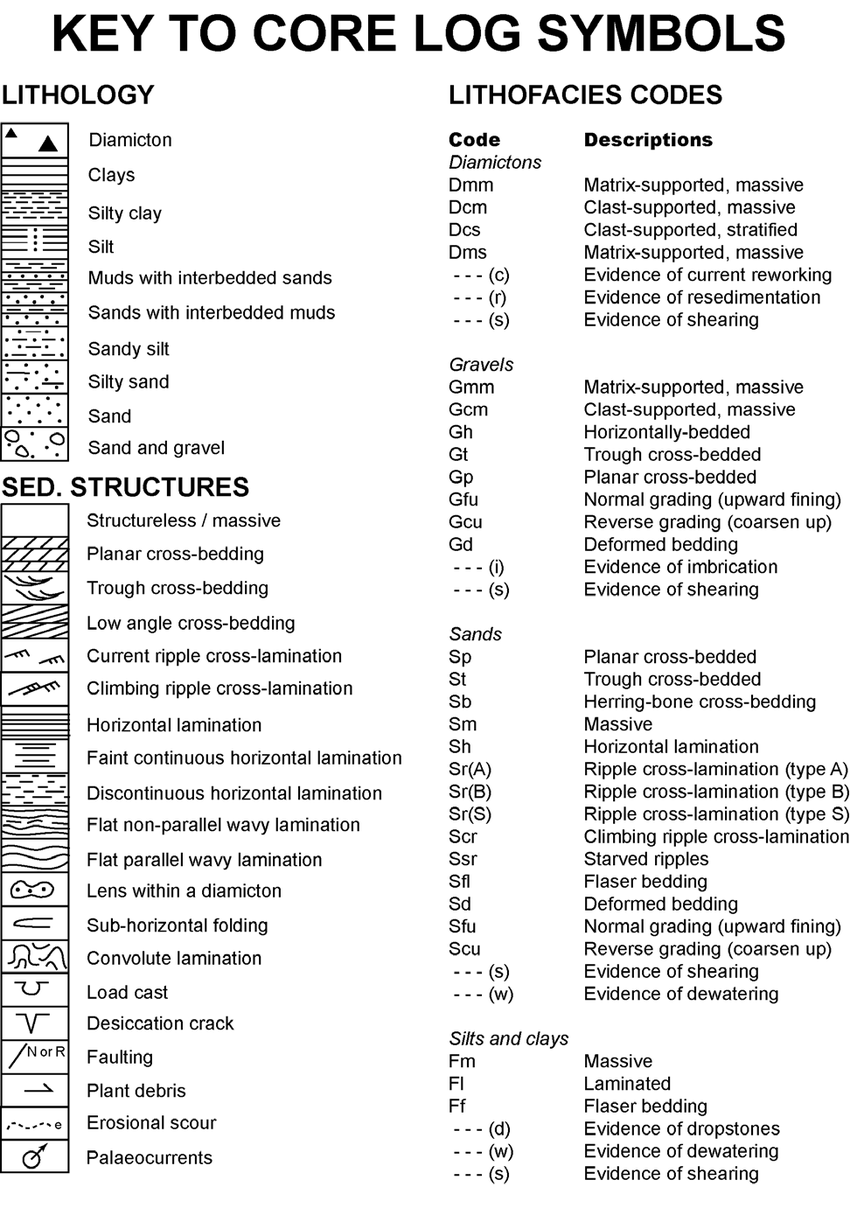 KEY TO CORE LOG SYMBOLS
LITHOLOGY
Diamicton
Clays
Silty clay
Silt
Muds with interbedded sands
Sands with interbedded muds
Sandy silt
Silty sand
Sand
Sand and gravel
SED. STRUCTURES
Structureless / massive
Planar cross-bedding
Trough cross-bedding
Low angle cross-bedding
Current ripple cross-lamination
Climbing ripple cross-lamination
Horizontal lamination
Faint continuous horizontal lamination
Discontinuous horizontal lamination
Flat non-parallel wavy lamination
Flat parallel wavy lamination
Lens within a diamicton
Sub-horizontal folding
Convolute lamination
Load cast
Desiccation crack
N or R Faulting
Plant debris
e Erosional scour
Palaeocurrents
LITHOFACIES CODES
Code Descriptions
Diamictons
Dmm Matrix-supported, massive
Dcm Clast-supported, massive
Dcs Clast-supported, stratified
Dms Matrix-supported, massive
- - - (c) Evidence of current reworking
- - - (r) Evidence of resedimentation
- - - (s) Evidence of shearing
Gravels
Gmm Matrix-supported, massive
Gcm Clast-supported, massive
Gh Horizontally-bedded
Gt Trough cross-bedded
Gp Planar cross-bedded
Gfu Normal grading (upward fining)
Gcu Reverse grading (coarsen up)
Gd Deformed bedding
- - - (i) Evidence of imbrication
- - - (s) Evidence of shearing
Sands
Sp Planar cross-bedded
St Trough cross-bedded
Sb Herring-bone cross-bedding
Sm Massive
Sh Horizontal lamination
Sr(A) Ripple cross-lamination (type A)
Sr(B) Ripple cross-lamination (type B)
Sr(S) Ripple cross-lamination (type S)
Scr Climbing ripple cross-lamination
Ssr Starved ripples
Sfl Flaser bedding
Sd Deformed bedding
Sfu Normal grading (upward fining)
Scu Reverse grading (coarsen up)
- - - (s) Evidence of shearing
- - - (w) Evidence of dewatering
Silts and clays
Fm Massive
Fl Laminated
Ff Flaser bedding
- - - (d) Evidence of dropstones
- - - (w) Evidence of dewatering
- - - (s) Evidence of shearing